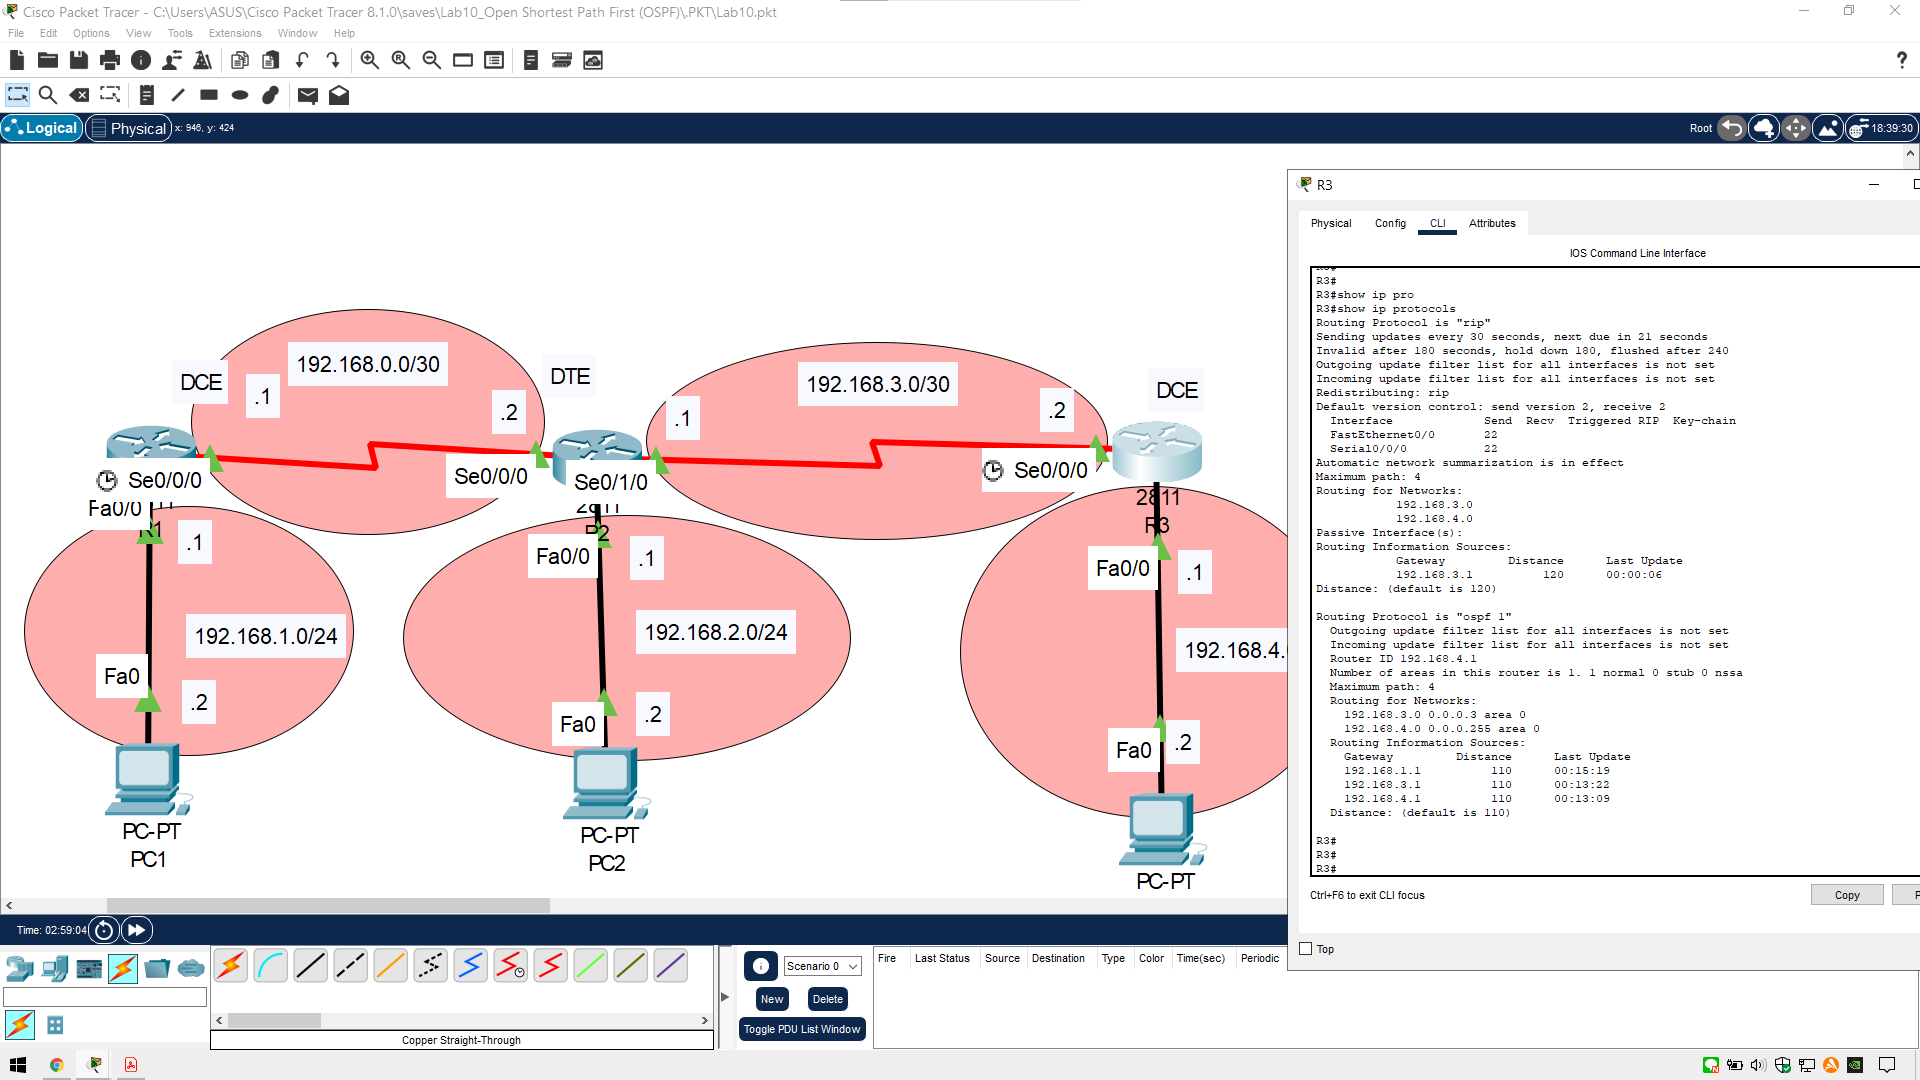 Cisco Packet Tracer - C:\Users\ASUS\Cisco Packet Tracer 8.1.0\saves\Lab10_Open Shortest Path First (OSPF)\.PKT\Lab10.pkt
File Edit Options View Tools Extensions Window Help
Logical Physical x: 946, y: 424
Root 18:39:30
DCE
.1
192.168.0.0/30
.2
DTE
.1
192.168.3.0/30
.2
DCE
Se0/0/0
Se0/0/0
Se0/1/0
Se0/0/0
Fa0/0
R1
.1
2811
R2
Fa0/0
.1
2811
R3
Fa0/0
.1
192.168.1.0/24
192.168.2.0/24
192.168.4.
Fa0
.2
Fa0
.2
Fa0
.2
PC-PT
PC1
PC-PT
PC2
PC-PT
R3
Physical Config CLI Attributes
IOS Command Line Interface
R3#
R3#
R3#show ip pro
R3#show ip protocols
Routing Protocol is "rip"
Sending updates every 30 seconds, next due in 21 seconds
Invalid after 180 seconds, hold down 180, flushed after 240
Outgoing update filter list for all interfaces is not set
Incoming update filter list for all interfaces is not set
Redistributing: rip
Default version control: send version 2, receive 2
Interface Send Recv Triggered RIP Key-chain
FastEthernet0/0 22
Serial0/0/0 22
Automatic network summarization is in effect
Maximum path: 4
Routing for Networks:
192.168.3.0
192.168.4.0
Passive Interface(s):
Routing Information Sources:
Gateway Distance Last Update
192.168.3.1 120 00:00:06
Distance: (default is 120)
Routing Protocol is "ospf 1"
Outgoing update filter list for all interfaces is not set
Incoming update filter list for all interfaces is not set
Router ID 192.168.4.1
Number of areas in this router is 1. 1 normal 0 stub 0 nssa
Maximum path: 4
Routing for Networks:
192.168.3.0 0.0.0.3 area 0
192.168.4.0 0.0.0.255 area 0
Routing Information Sources:
Gateway Distance Last Update
192.168.1.1 110 00:15:19
192.168.3.1 110 00:13:22
192.168.4.1 110 00:13:09
Distance: (default is 110)
R3#
R3#
R3#
Ctrl+F6 to exit CLI focus
Copy
Top
Time: 02:59:04
Scenario 0
New Delete
Toggle PDU List Window
Fire Last Status Source Destination Type Color Time(sec) Periodic
Copper Straight-Through